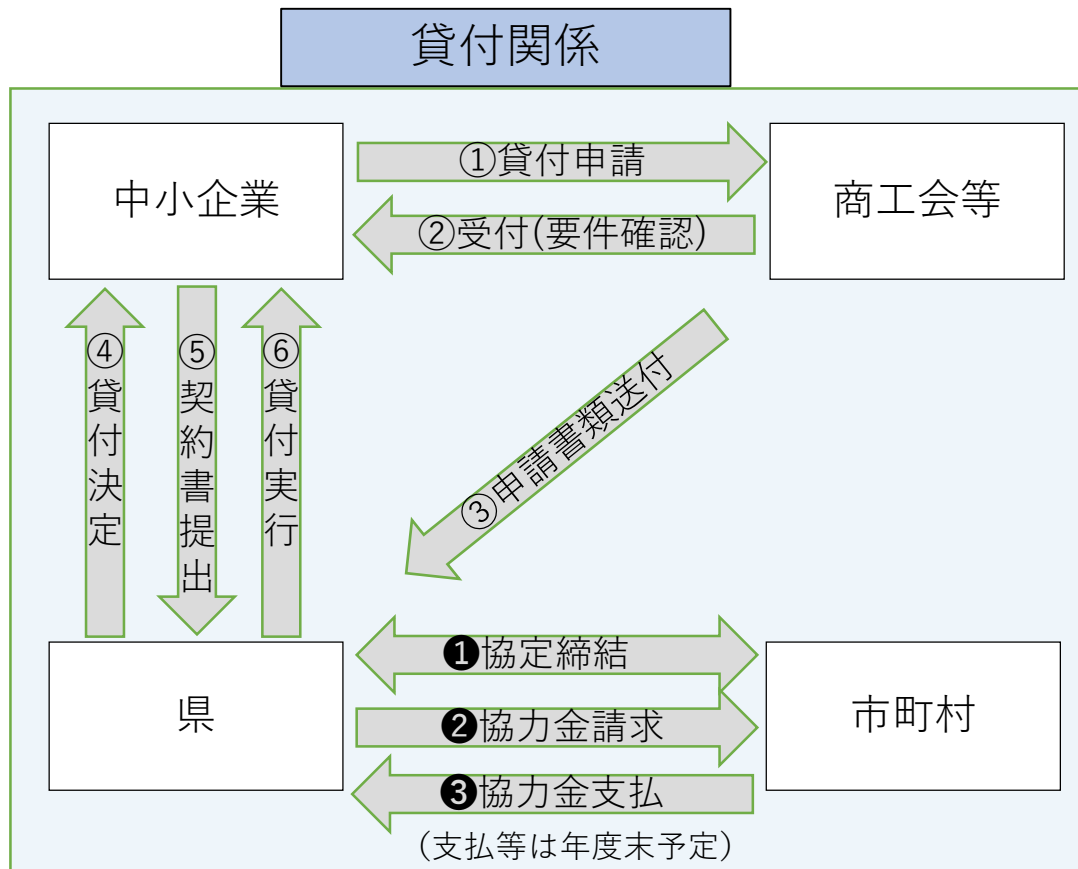 貸付関係
中小企業
①貸付申請
商工会等
②受付(要件確認)
③申請書類送付
④貸付決定
⑤契約書提出
⑥貸付実行
県
❶協定締結
市町村
❷協力金請求
❸協力金支払
(支払等は年度末予定)